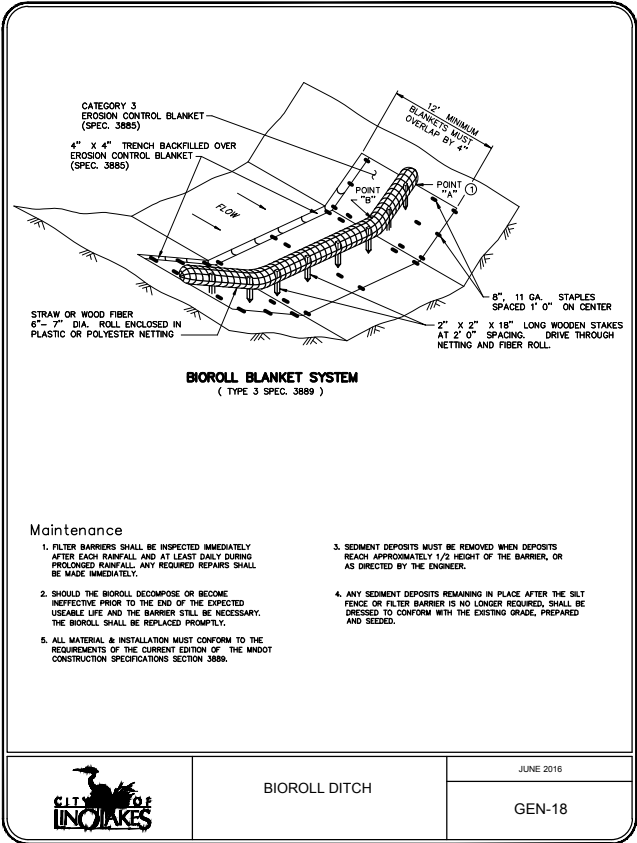 CATEGORY 3
EROSION CONTROL BLANKET
(SPEC. 3885)
4" X 4" TRENCH BACKFILLED OVER
EROSION CONTROL BLANKET
(SPEC. 3885)
12' MINIMUM
BLANKETS MUST
OVERLAP BY 4"
POINT
"A"
1
POINT
"B"
FLOW
8", 11 GA. STAPLES
SPACED 1' 0" ON CENTER
STRAW OR WOOD FIBER
6"- 7" DIA. ROLL ENCLOSED IN
PLASTIC OR POLYESTER NETTING
2" X 2" X 18" LONG WOODEN STAKES
AT 2' 0" SPACING. DRIVE THROUGH
NETTING AND FIBER ROLL.
BIOROLL BLANKET SYSTEM
( TYPE 3 SPEC. 3889 )
Maintenance
1. FILTER BARRIERS SHALL BE INSPECTED IMMEDIATELY
AFTER EACH RAINFALL AND AT LEAST DAILY DURING
PROLONGED RAINFALL. ANY REQUIRED REPAIRS SHALL
BE MADE IMMEDIATELY.
2. SHOULD THE BIOROLL DECOMPOSE OR BECOME
INEFFECTIVE PRIOR TO THE END OF THE EXPECTED
USEABLE LIFE AND THE BARRIER STILL BE NECESSARY.
THE BIOROLL SHALL BE REPLACED PROMPTLY.
5. ALL MATERIAL & INSTALLATION MUST CONFORM TO THE
REQUIREMENTS OF THE CURRENT EDITION OF THE MNDOT
CONSTRUCTION SPECIFICATIONS SECTION 3889.
3. SEDIMENT DEPOSITS MUST BE REMOVED WHEN DEPOSITS
REACH APPROXIMATELY 1/2 HEIGHT OF THE BARRIER, OR
AS DIRECTED BY THE ENGINEER.
4. ANY SEDIMENT DEPOSITS REMAINING IN PLACE AFTER THE SILT
FENCE OR FILTER BARRIER IS NO LONGER REQUIRED, SHALL BE
DRESSED TO CONFORM WITH THE EXISTING GRADE, PREPARED
AND SEEDED.
CITY OF
LINO LAKES
BIOROLL DITCH
JUNE 2016
GEN-18